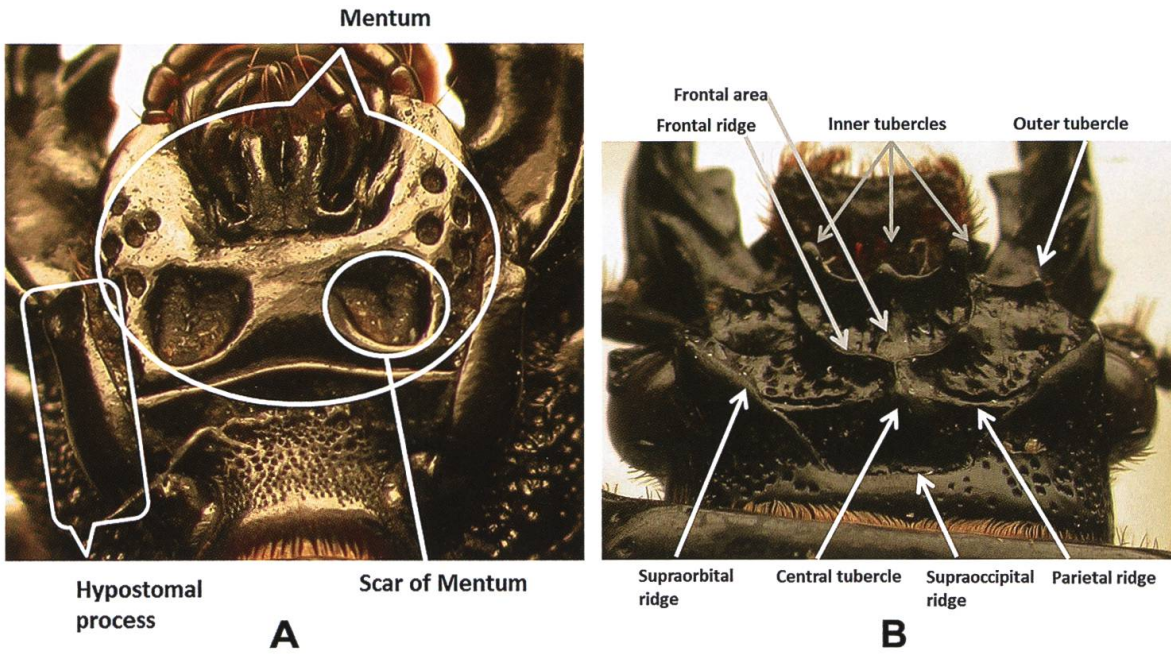 Mentum
Hypostomal
process
Scar of Mentum
A
Frontal area
Frontal ridge
Inner tubercles
Outer tubercle
Supraorbital
ridge
Central tubercle
Supraoccipital
ridge
Parietal ridge
B